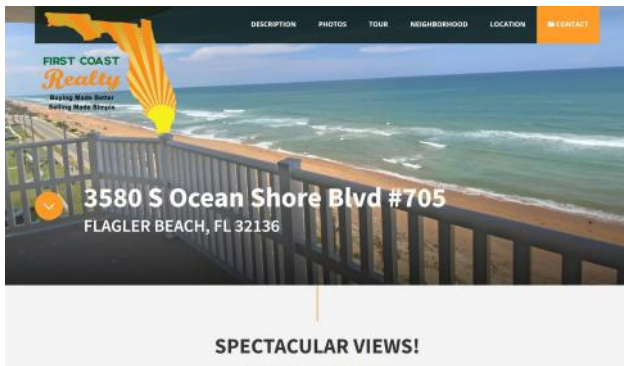 DESCRIPTION PHOTOS TOUR NEIGHBORHOOD LOCATION CONTACT
FIRST COAST
Realty
Buying Made Better
Selling Made Simple
3580 S Ocean Shore Blvd #705
FLAGLER BEACH, FL 32136
SPECTACULAR VIEWS!